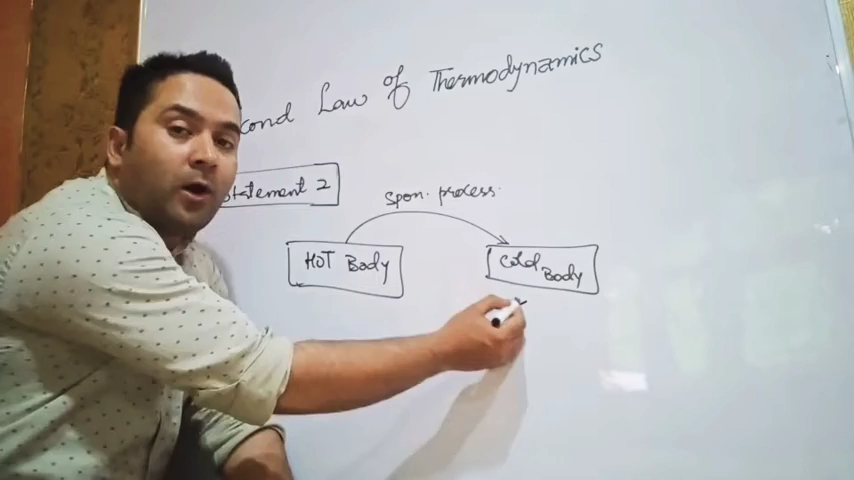 cond Law of Thermodynamics
Statement 2
Spon. process.
HOT Body
Cold Body